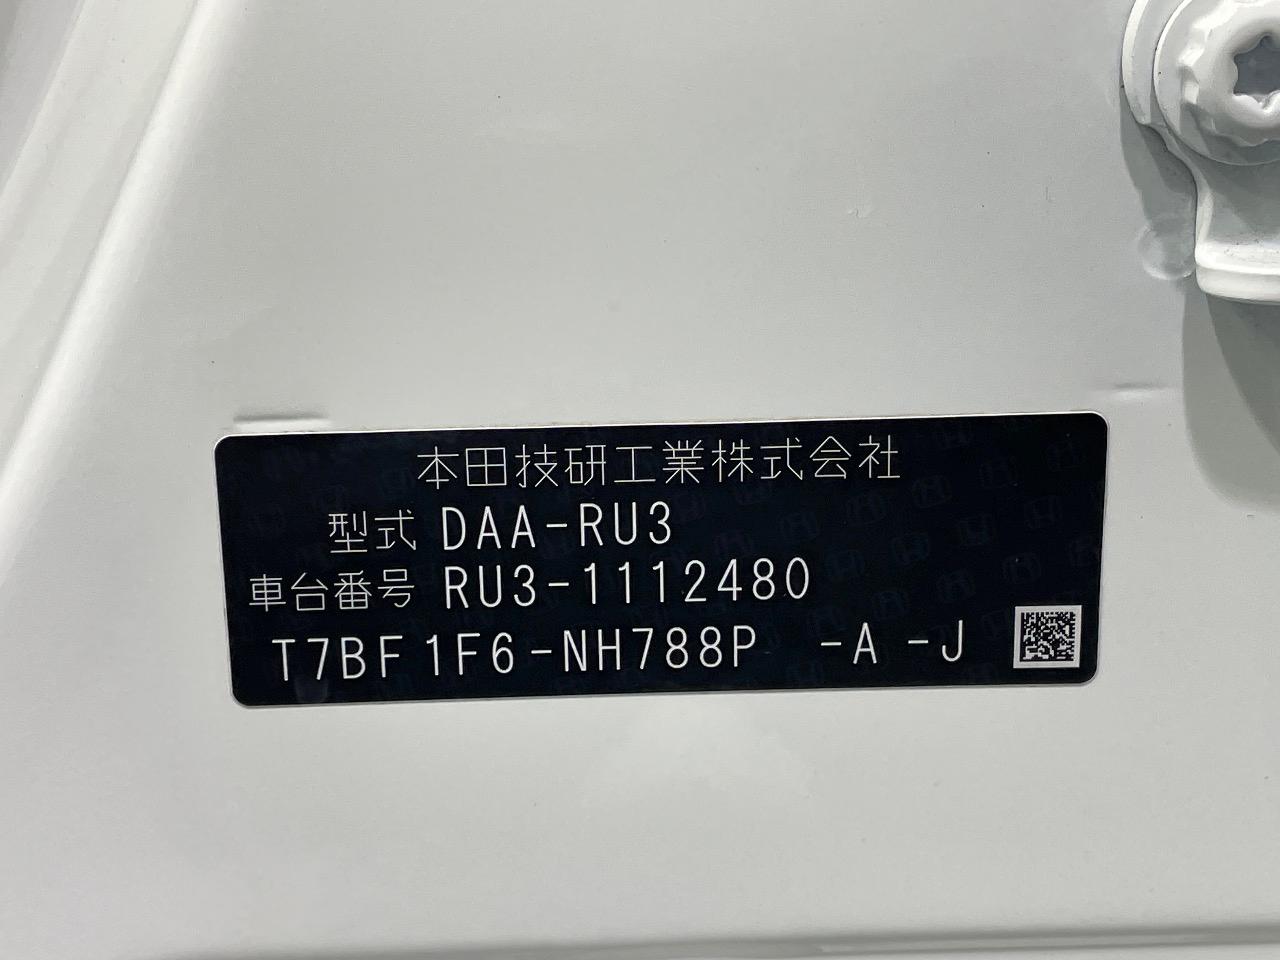 本田技研工業株式会社
型式 DAA-RU3
車台番号 RU3-1112480
T7BF1F6-NH788P -A -J